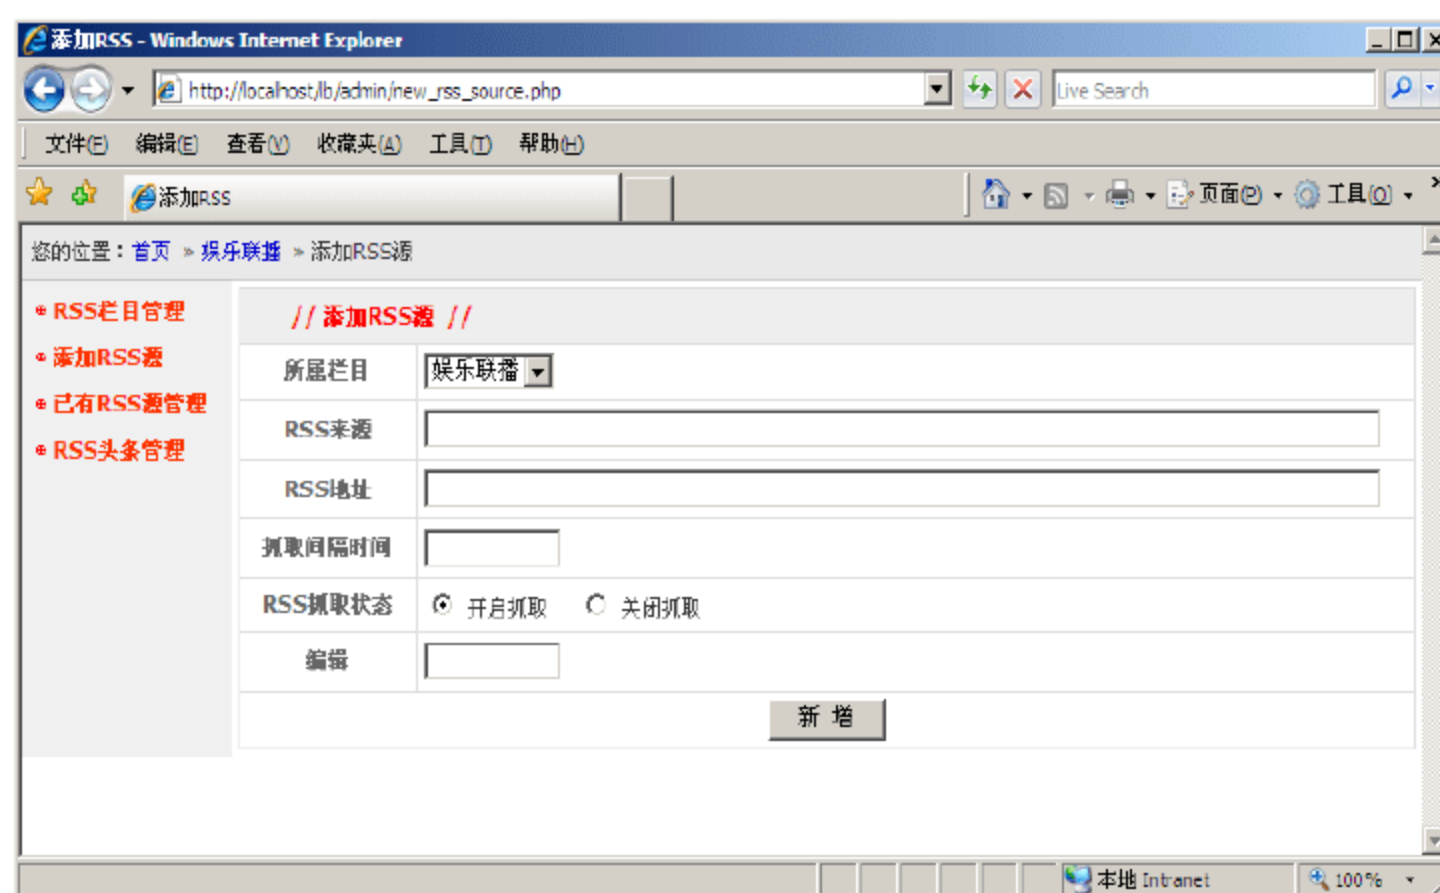 添加RSS - Windows Internet Explorer
http://localhost/lb/admin/new_rss_source.php
Live Search
文件(F) 编辑(E) 查看(V) 收藏夹(A) 工具(T) 帮助(H)
添加RSS
页面(P) 工具(O)
您的位置：首页 » 娱乐联播 » 添加RSS源
RSS栏目管理
添加RSS源
已有RSS源管理
RSS头条管理
// 添加RSS源 //
所属栏目 娱乐联播
RSS来源
RSS地址
抓取间隔时间
RSS抓取状态 开启抓取 关闭抓取
编辑
新 增
本地 Intranet 100%